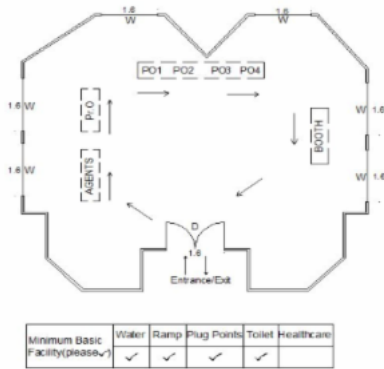 1.6
W
1.6
W
PO1 PO2 PO3 PO4
1.6 W
Pr.O
W 1.6
BOOTH
1.6 W
AGENTS
W 1.6
D
1.6
Entrance/Exit
Minimum Basic Facility(please✓)
Water Ramp Plug Points Toilet Healthcare
✓ ✓ ✓ ✓